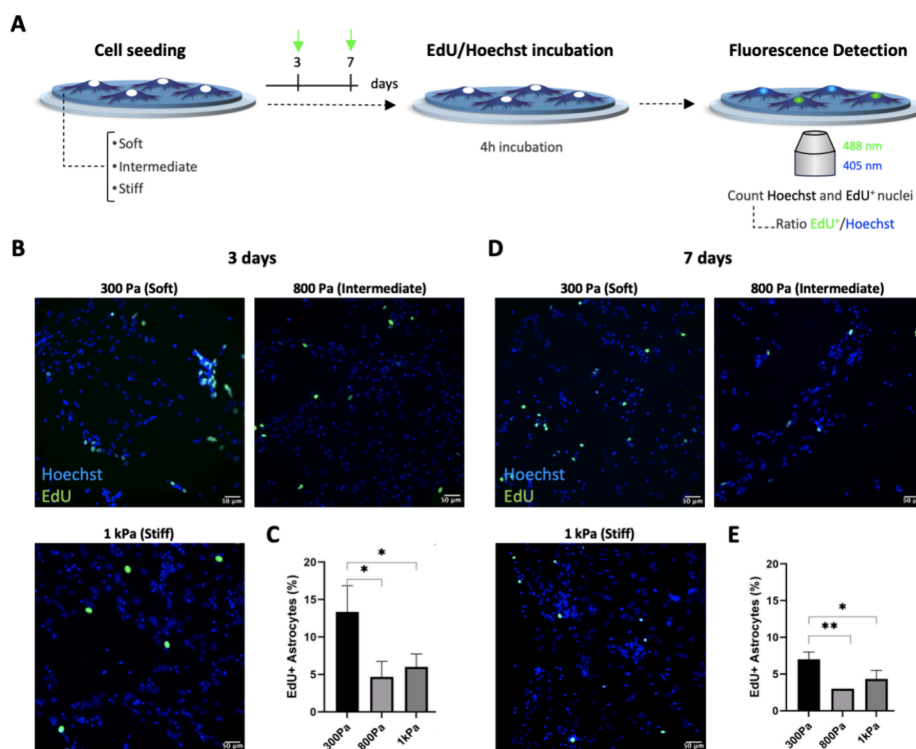 A
Cell seeding
3 7
days
• Soft
• Intermediate
• Stiff
EdU/Hoechst incubation
4h incubation
Fluorescence Detection
488 nm
405 nm
Count Hoechst and EdU⁺ nuclei
Ratio EdU⁺/Hoechst
B
3 days
300 Pa (Soft)
800 Pa (Intermediate)
Hoechst
EdU
50 µm
50 µm
1 kPa (Stiff)
50 µm
C
EdU+ Astrocytes (%)
20
15
10
5
0
*
*
300Pa 800Pa 1kPa
D
7 days
300 Pa (Soft)
800 Pa (Intermediate)
Hoechst
EdU
50 µm
50 µm
1 kPa (Stiff)
50 µm
E
EdU+ Astrocytes (%)
20
15
10
5
0
*
**
300Pa 800Pa 1kPa